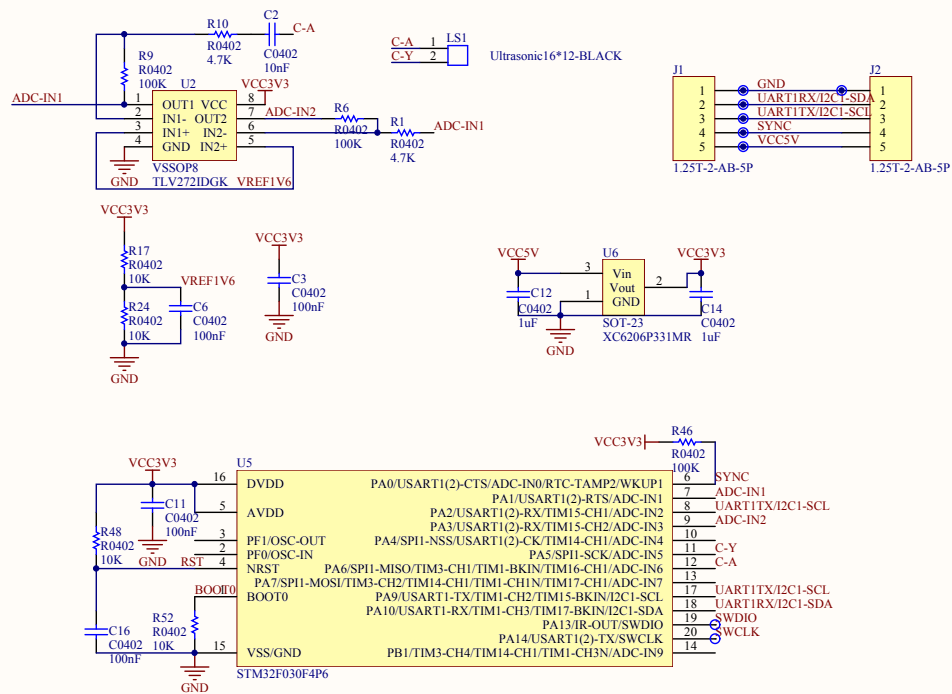 R10
R0402
4.7K
C2
C-A
C0402
10nF
R9
R0402
100K
ADC-IN1
U2
VCC3V3
1 OUT1 VCC 8
2 IN1- OUT2 7
3 IN1+ IN2- 6
4 GND IN2+ 5
ADC-IN2
R6
R0402
100K
R1
R0402
4.7K
ADC-IN1
GND
VSSOP8
TLV272IDGK
VREF1V6
LS1
C-A 1
C-Y 2
Ultrasonic16*12-BLACK
J1
J2
1 GND 1
2 UART1RX/I2C1-SDA 2
3 UART1TX/I2C1-SCL 3
4 SYNC 4
5 VCC5V 5
1.25T-2-AB-5P
1.25T-2-AB-5P
VCC3V3
R17
R0402
10K
VREF1V6
R24
R0402
10K
C6
C0402
100nF
GND
VCC3V3
C3
C0402
100nF
GND
VCC5V
U6
VCC3V3
3 Vin
Vout 2
1 GND
C12
C0402
1uF
GND
SOT-23
XC6206P331MR
C14
C0402
1uF
VCC3V3
R46
R0402
100K
VCC3V3
U5
16 DVDD
5 AVDD
3 PF1/OSC-OUT
2 PF0/OSC-IN
RST 4 NRST
BOOT0 1 BOOT0
15 VSS/GND
C11
C0402
100nF
GND
R48
R0402
10K
R52
R0402
10K
C16
C0402
100nF
GND
PA0/USART1(2)-CTS/ADC-IN0/RTC-TAMP2/WKUP1 6 SYNC
PA1/USART1(2)-RTS/ADC-IN1 7 ADC-IN1
PA2/USART1(2)-RX/TIM15-CH1/ADC-IN2 8 UART1TX/I2C1-SCL
PA3/USART1(2)-RX/TIM15-CH2/ADC-IN3 9 ADC-IN2
PA4/SPI1-NSS/USART1(2)-CK/TIM14-CH1/ADC-IN4 10
PA5/SPI1-SCK/ADC-IN5 11 C-Y
PA6/SPI1-MISO/TIM3-CH1/TIM1-BKIN/TIM16-CH1/ADC-IN6 12 C-A
PA7/SPI1-MOSI/TIM3-CH2/TIM14-CH1/TIM1-CH1N/TIM17-CH1/ADC-IN7 13
PA9/USART1-TX/TIM1-CH2/TIM15-BKIN/I2C1-SCL 17 UART1TX/I2C1-SCL
PA10/USART1-RX/TIM1-CH3/TIM17-BKIN/I2C1-SDA 18 UART1RX/I2C1-SDA
PA13/IR-OUT/SWDIO 19 SWDIO
PA14/USART1(2)-TX/SWCLK 20 SWCLK
PB1/TIM3-CH4/TIM14-CH1/TIM1-CH3N/ADC-IN9 14
STM32F030F4P6